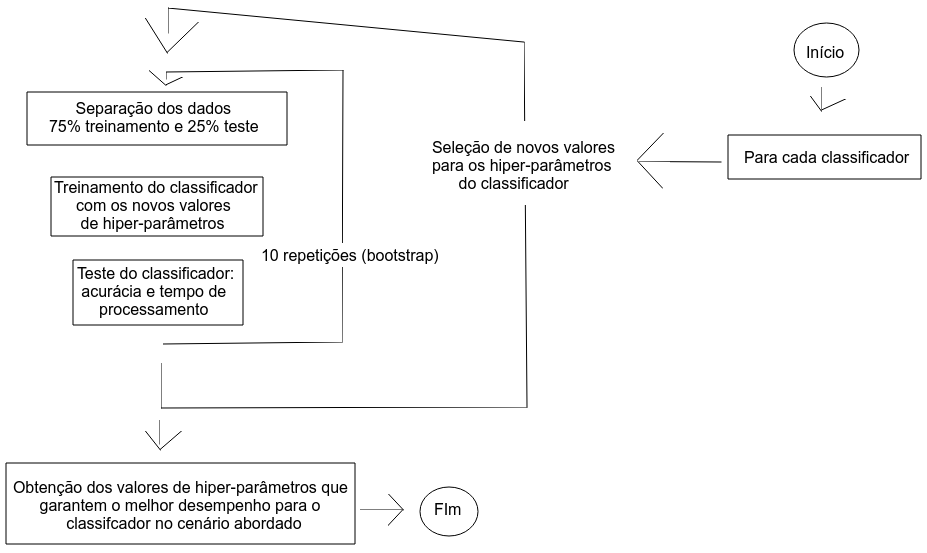 Início
Para cada classificador
Seleção de novos valores
para os hiper-parâmetros
do classificador
Separação dos dados
75% treinamento e 25% teste
Treinamento do classificador
com os novos valores
de hiper-parâmetros
10 repetições (bootstrap)
Teste do classificador:
acurácia e tempo de
processamento
Obtenção dos valores de hiper-parâmetros que
garantem o melhor desempenho para o
classifcador no cenário abordado
FIm